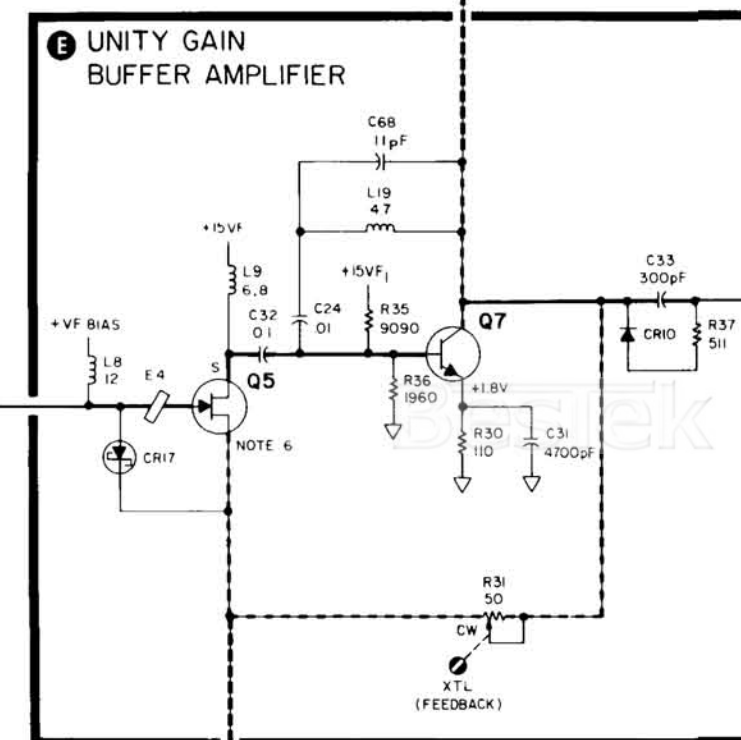 E UNITY GAIN
BUFFER AMPLIFIER
C68
11pF
L19
4.7
+15VF
L9
6.8
+15VF1
C33
300pF
C32
.01
C24
.01
R35
9090
Q7
CR10
R37
511
+VF BIAS
L8
12
E4
S
Q5
R36
1960
+1.8V
NOTE 6
R30
110
C31
4700pF
CR17
BesTek
R31
50
CW
XTL
(FEEDBACK)